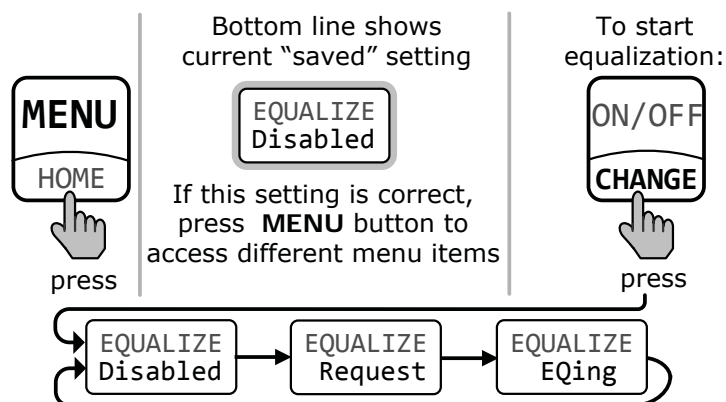 MENU
HOME
press
Bottom line shows
current “saved” setting
EQUALIZE
Disabled
If this setting is correct,
press MENU button to
access different menu items
To start
equalization:
ON/OFF
CHANGE
press
EQUALIZE
Disabled
EQUALIZE
Request
EQUALIZE
EQing